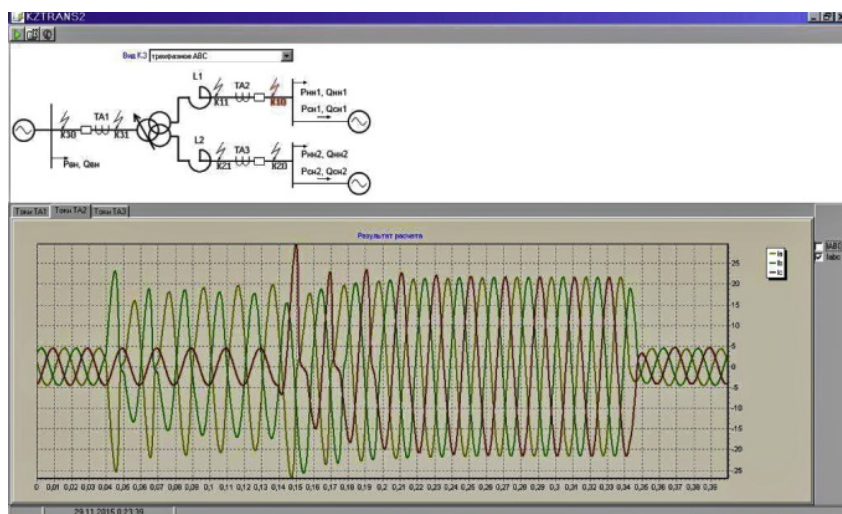 KZTRANS2
Вид К.З трехфазное ABC
L1
TA2
K11
K10
Pнн1, Qнн1
Pсн1, Qсн1
TA1
K30
K31
Pвн, Qвн
L2
TA3
K21
K20
Pнн2, Qнн2
Pсн2, Qсн2
Токи TA1 Токи TA2 Токи TA3
Результат расчета
IABC
Iabc
Ia
Ib
Ic
25
20
15
10
5
0
-5
-10
-15
-20
-25
0 0,01 0,02 0,03 0,04 0,05 0,06 0,07 0,08 0,09 0,1 0,11 0,12 0,13 0,14 0,15 0,16 0,17 0,18 0,19 0,2 0,21 0,22 0,23 0,24 0,25 0,26 0,27 0,28 0,29 0,3 0,31 0,32 0,33 0,34 0,35 0,36 0,37 0,38 0,39
29.11.2015 0:23:39